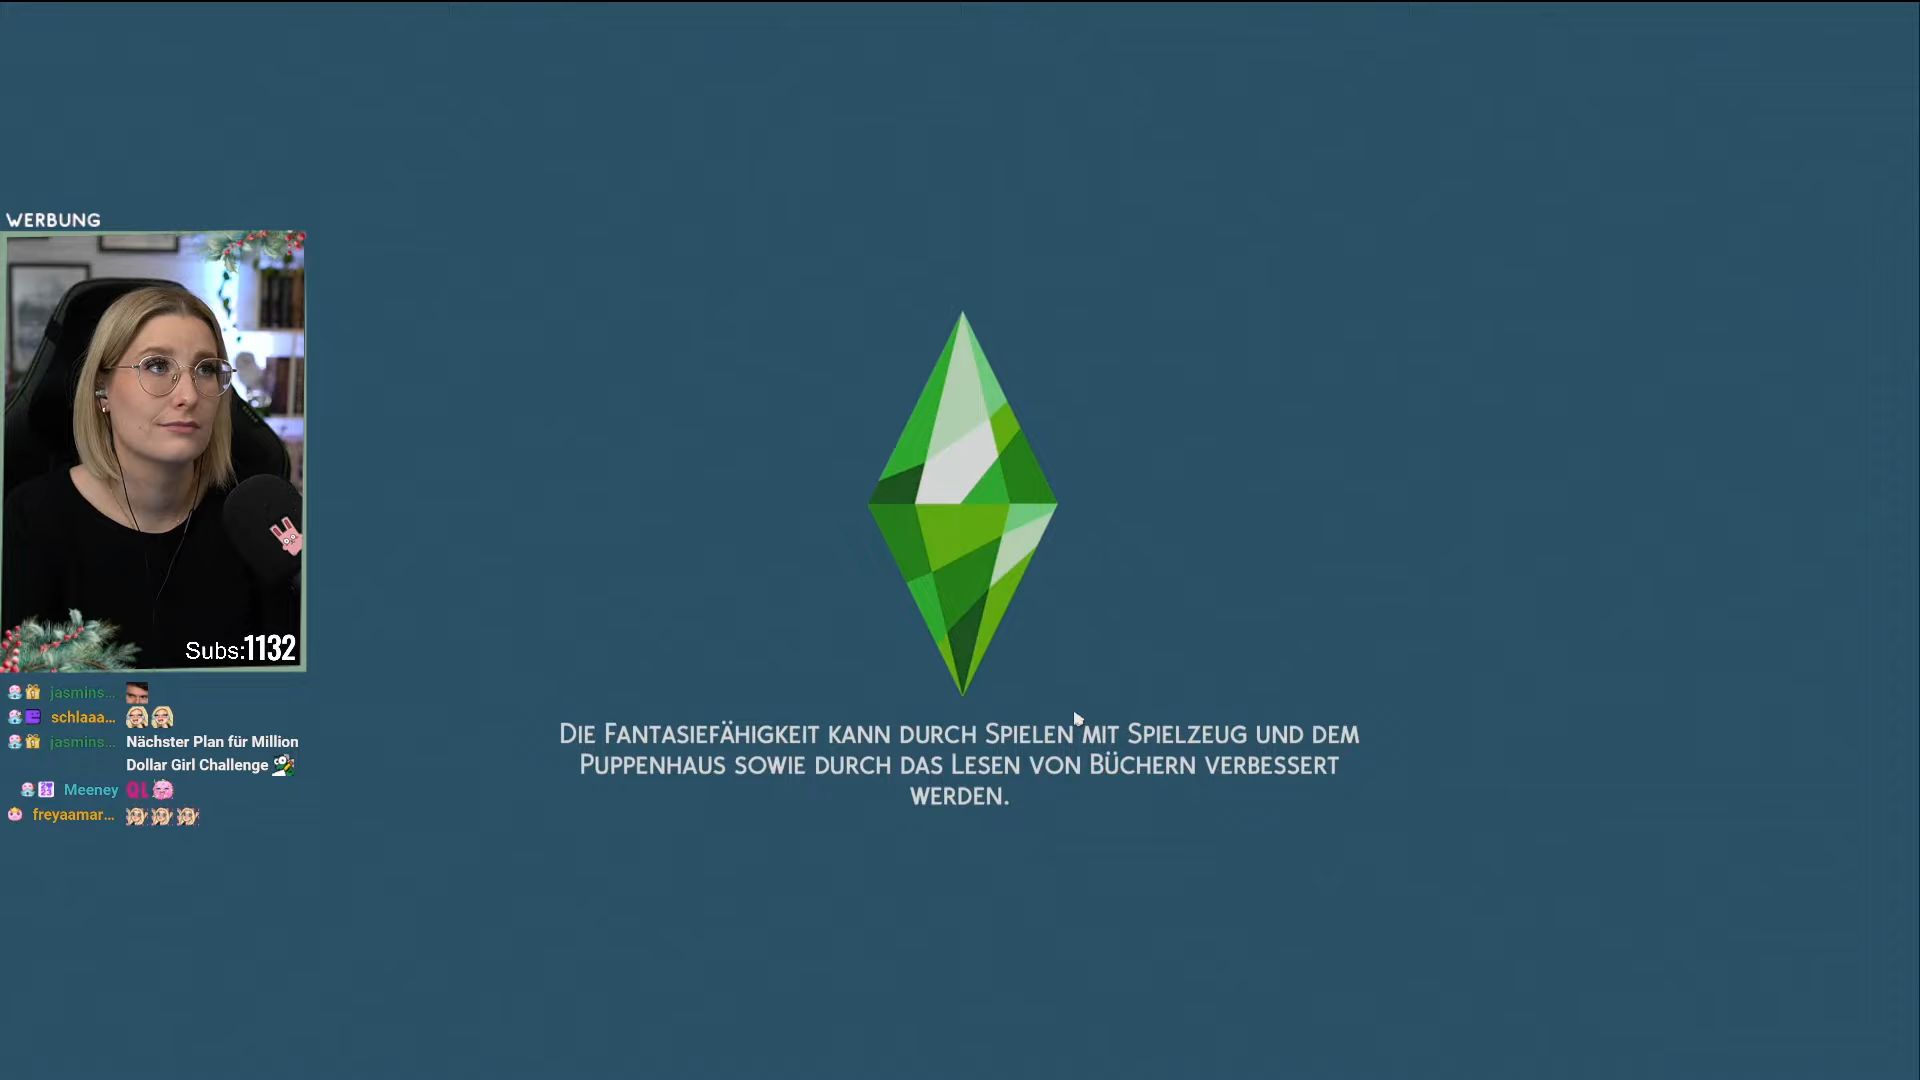 WERBUNG
Subs:1132
jasmins...
schlaaa...
jasmins... Nächster Plan für Million
Dollar Girl Challenge
Meeney QL
freyaamar...
DIE FANTASIEFÄHIGKEIT KANN DURCH SPIELEN MIT SPIELZEUG UND DEM
PUPPENHAUS SOWIE DURCH DAS LESEN VON BÜCHERN VERBESSERT
WERDEN.